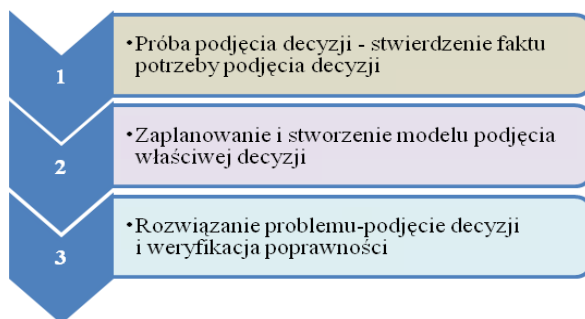 1
•Próba podjęcia decyzji - stwierdzenie faktu
potrzeby podjęcia decyzji
2
•Zaplanowanie i stworzenie modelu podjęcia
właściwej decyzji
3
•Rozwiązanie problemu-podjęcie decyzji
i weryfikacja poprawności